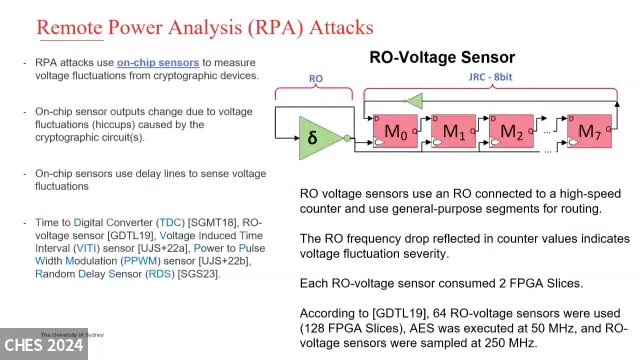 Remote Power Analysis (RPA) Attacks
- RPA attacks use on-chip sensors to measure
voltage fluctuations from cryptographic devices.
- On-chip sensor outputs change due to voltage
fluctuations (hiccups) caused by the
cryptographic circuit(s).
- On-chip sensors use delay lines to sense voltage
fluctuations
- Time to Digital Converter (TDC) [SGMT18], RO-
voltage sensor [GDTL19], Voltage Induced Time
Interval (VITI) sensor [UJS+22a], Power to Pulse
Width Modulation (PPWM) sensor [UJS+22b],
Random Delay Sensor (RDS) [SGS23].
RO-Voltage Sensor
RO
JRC - 8bit
δ
D M0 Q
D M1 Q
D M2 Q
...
D M7 Q
...
RO voltage sensors use an RO connected to a high-speed
counter and use general-purpose segments for routing.
The RO frequency drop reflected in counter values indicates
voltage fluctuation severity.
Each RO-voltage sensor consumed 2 FPGA Slices.
According to [GDTL19], 64 RO-voltage sensors were used
(128 FPGA Slices), AES was executed at 50 MHz, and RO-
voltage sensors were sampled at 250 MHz.
The University of Sydney
CHES 2024